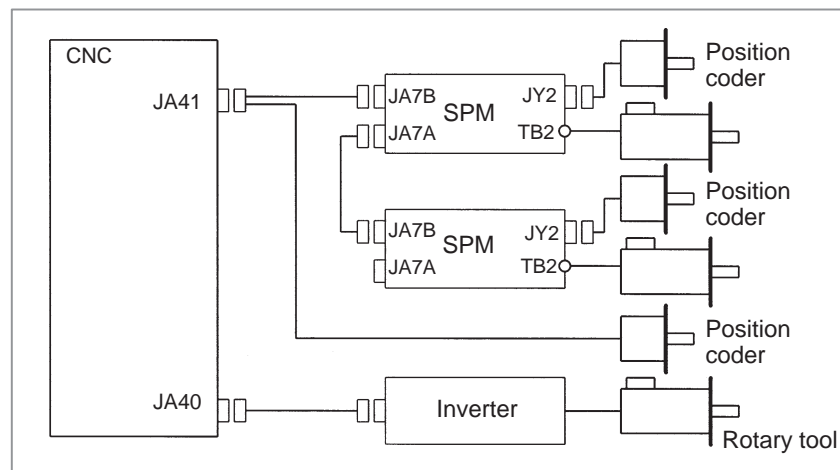 CNC
JA41
JA7B
JY2
JA7A
SPM
TB2
Position
coder
JA7B
JY2
JA7A
SPM
TB2
Position
coder
Position
coder
JA40
Inverter
Rotary tool